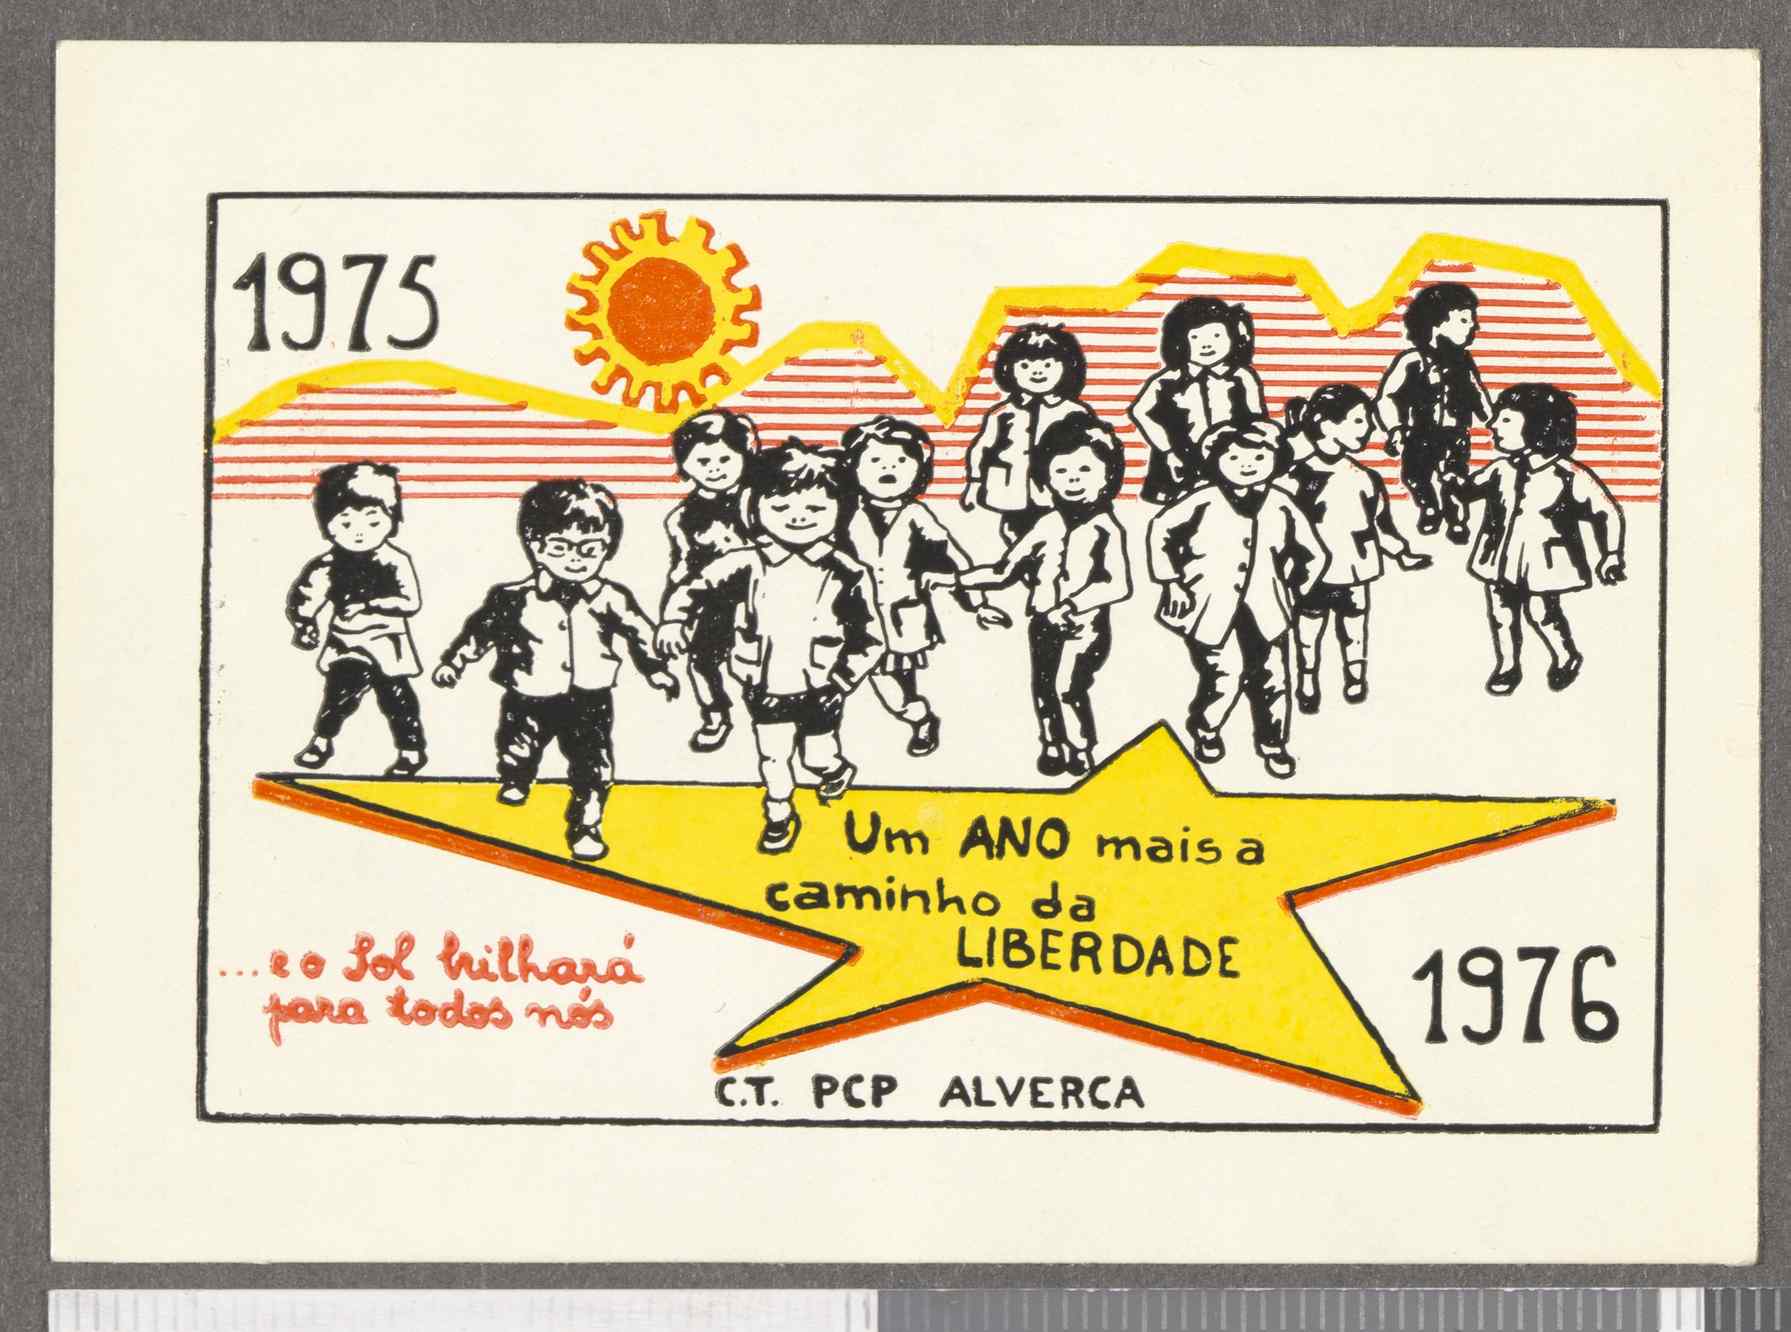 1975
Um ANO mais a
caminho da
LIBERDADE
...e o Sol brilhará
para todos nós
1976
C.T. PCP ALVERCA